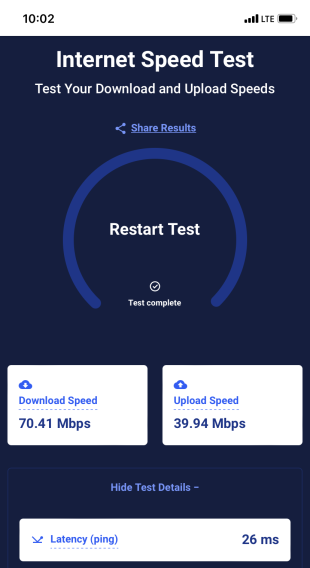 10:02
LTE
Internet Speed Test
Test Your Download and Upload Speeds
Share Results
Restart Test
Test complete
Download Speed
70.41 Mbps
Upload Speed
39.94 Mbps
Hide Test Details −
Latency (ping)
26 ms